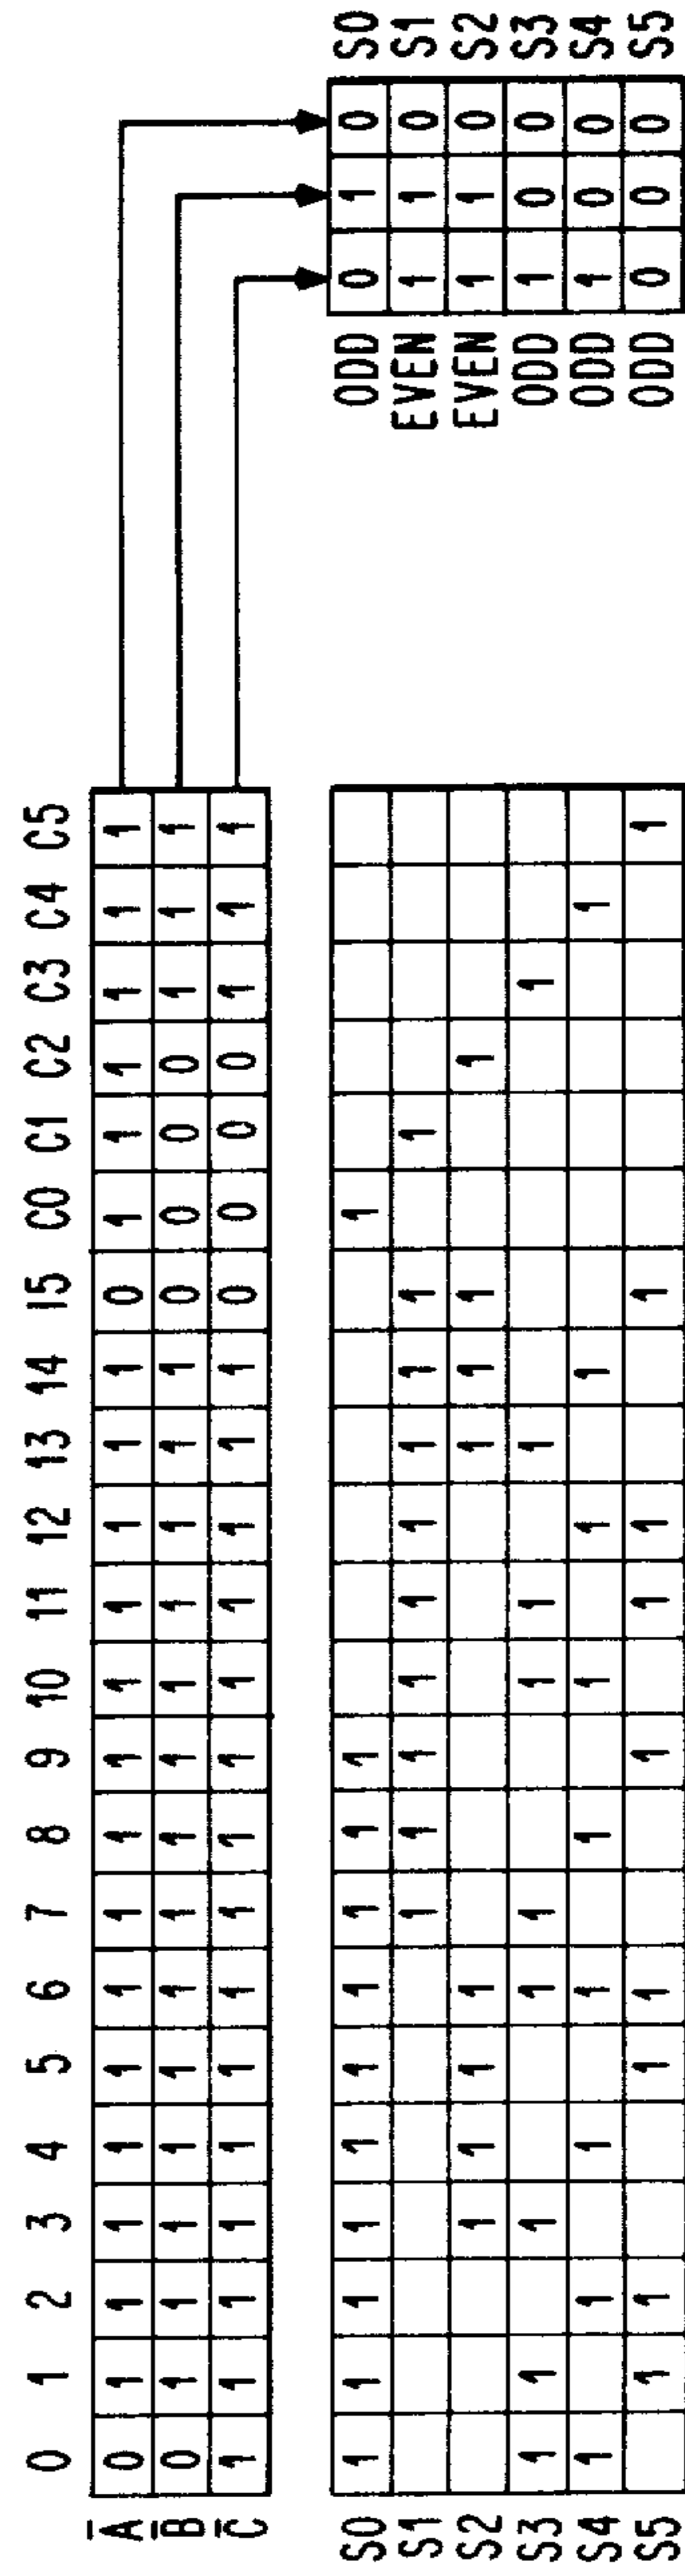 0 1 2 3 4 5 6 7 8 9 10 11 12 13 14 15 C0 C1 C2 C3 C4 C5
A̅ 0 1 1 1 1 1 1 1 1 1 1 1 1 1 1 0 1 1 1 1 1 1
B̅ 0 1 1 1 1 1 1 1 1 1 1 1 1 1 1 0 0 0 0 1 1 1
C̅ 1 1 1 1 1 1 1 1 1 1 1 1 1 1 1 0 0 0 0 1 1 1
S0 1 1 1 1 1 1 1 1 1 1 1 ODD 0 1 0 S0
S1 1 1 1 1 1 1 1 1 1 1 EVEN 1 1 0 S1
S2 1 1 1 1 1 1 1 1 EVEN 1 1 0 S2
S3 1 1 1 1 1 1 1 1 1 ODD 1 0 0 S3
S4 1 1 1 1 1 1 1 1 1 ODD 1 0 0 S4
S5 1 1 1 1 1 1 1 1 1 ODD 0 0 0 S5